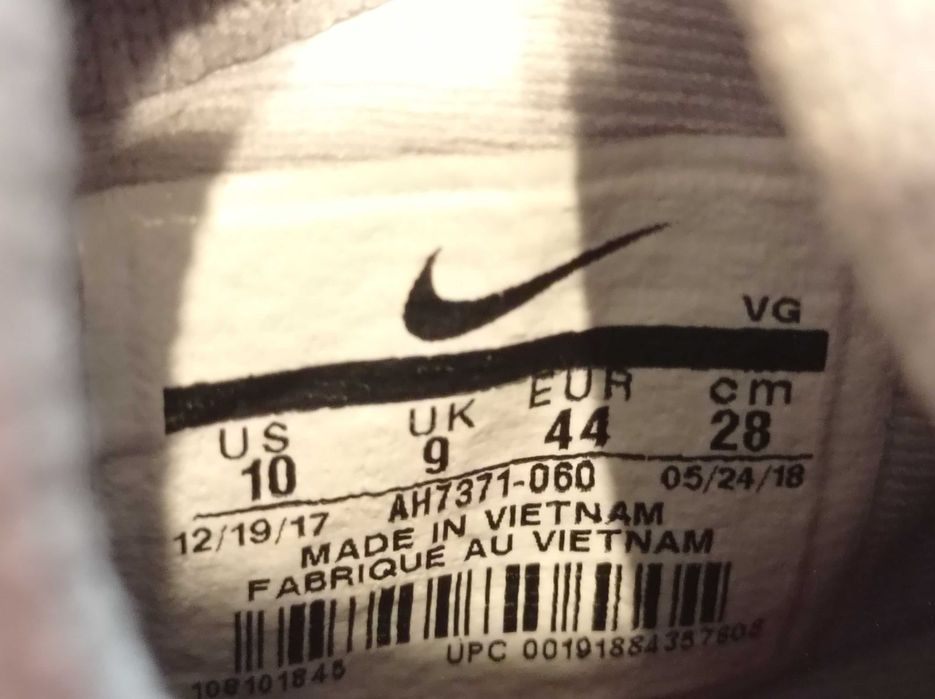 VG
US UK EUR cm
10 9 44 28
12/19/17 AH7371-060 05/24/18
MADE IN VIETNAM
FABRIQUE AU VIETNAM
UPC